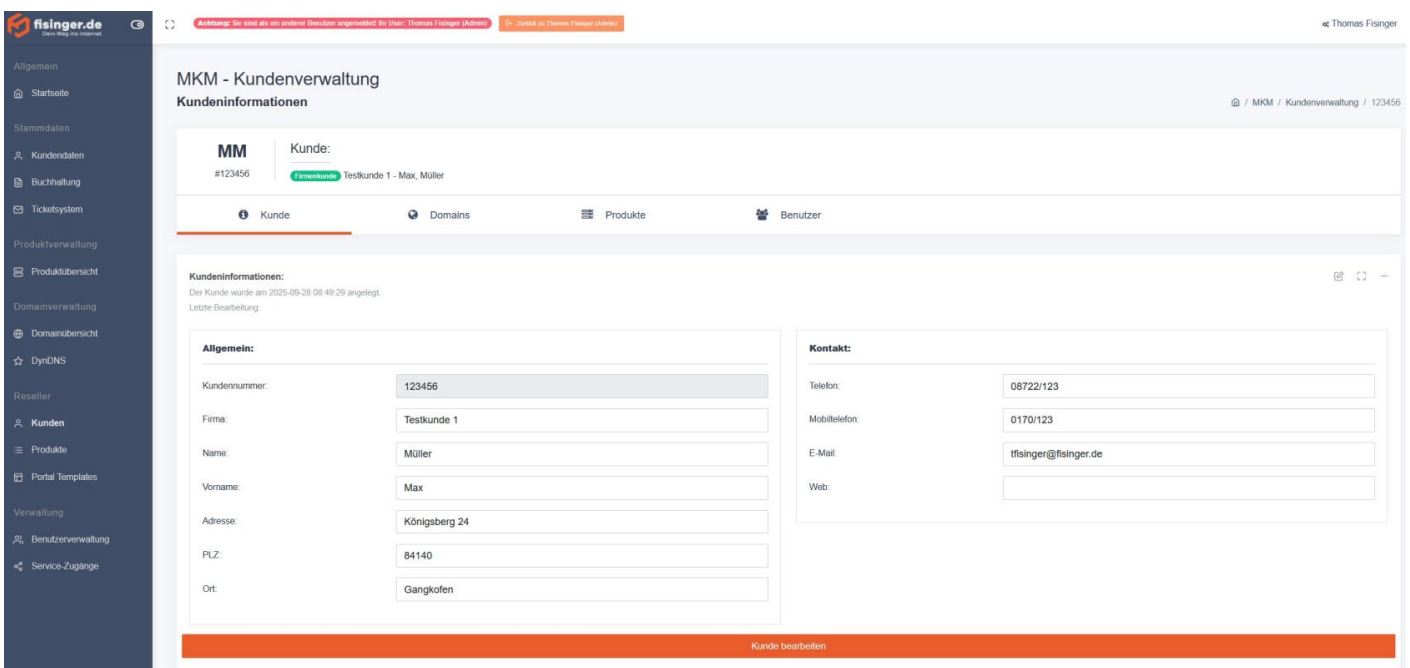 fisinger.de
Dein Weg ins Internet
Achtung: Sie sind als ein anderer Benutzer angemeldet! Ihr User: Thomas Fisinger (Admin)
Zurück zu Thomas Fisinger (Admin)
Thomas Fisinger
Allgemein
Startseite
Stammdaten
Kundendaten
Buchhaltung
Ticketsystem
Produktverwaltung
Produktübersicht
Domainverwaltung
Domainübersicht
DynDNS
Reseller
Kunden
Produkte
Portal Templates
Verwaltung
Benutzerverwaltung
Service-Zugänge
MKM - Kundenverwaltung
Kundeninformationen
/ MKM / Kundenverwaltung / 123456
MM
#123456
Kunde:
Firmenkunde Testkunde 1 - Max, Müller
Kunde Domains Produkte Benutzer
Kundeninformationen:
Der Kunde wurde am 2025-09-28 08:49:29 angelegt.
Letzte Bearbeitung:
Allgemein:
Kundennummer: 123456
Firma: Testkunde 1
Name: Müller
Vorname: Max
Adresse: Königsberg 24
PLZ: 84140
Ort: Gangkofen
Kontakt:
Telefon: 08722/123
Mobiltelefon: 0170/123
E-Mail: tfisinger@fisinger.de
Web:
Kunde bearbeiten